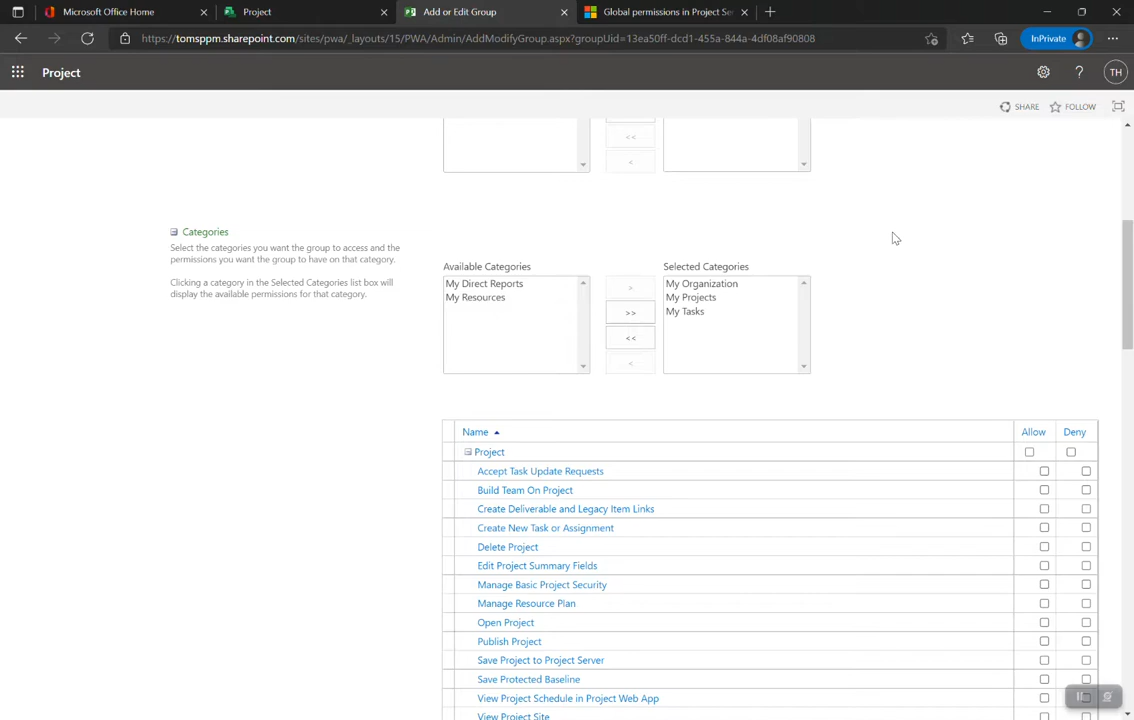 Microsoft Office Home
Project
Add or Edit Group
Global permissions in Project Se
https://tomsppm.sharepoint.com/sites/pwa/_layouts/15/PWA/Admin/AddModifyGroup.aspx?groupUid=13ea50ff-dcd1-455a-844a-4df08af90808
InPrivate
Project
TH
SHARE
FOLLOW
<<
<
Categories
Select the categories you want the group to access and the
permissions you want the group to have on that category.
Clicking a category in the Selected Categories list box will
display the available permissions for that category.
Available Categories
My Direct Reports
My Resources
>
>>
<<
<
Selected Categories
My Organization
My Projects
My Tasks
Name Allow Deny
Project
Accept Task Update Requests
Build Team On Project
Create Deliverable and Legacy Item Links
Create New Task or Assignment
Delete Project
Edit Project Summary Fields
Manage Basic Project Security
Manage Resource Plan
Open Project
Publish Project
Save Project to Project Server
Save Protected Baseline
View Project Schedule in Project Web App
View Project Site